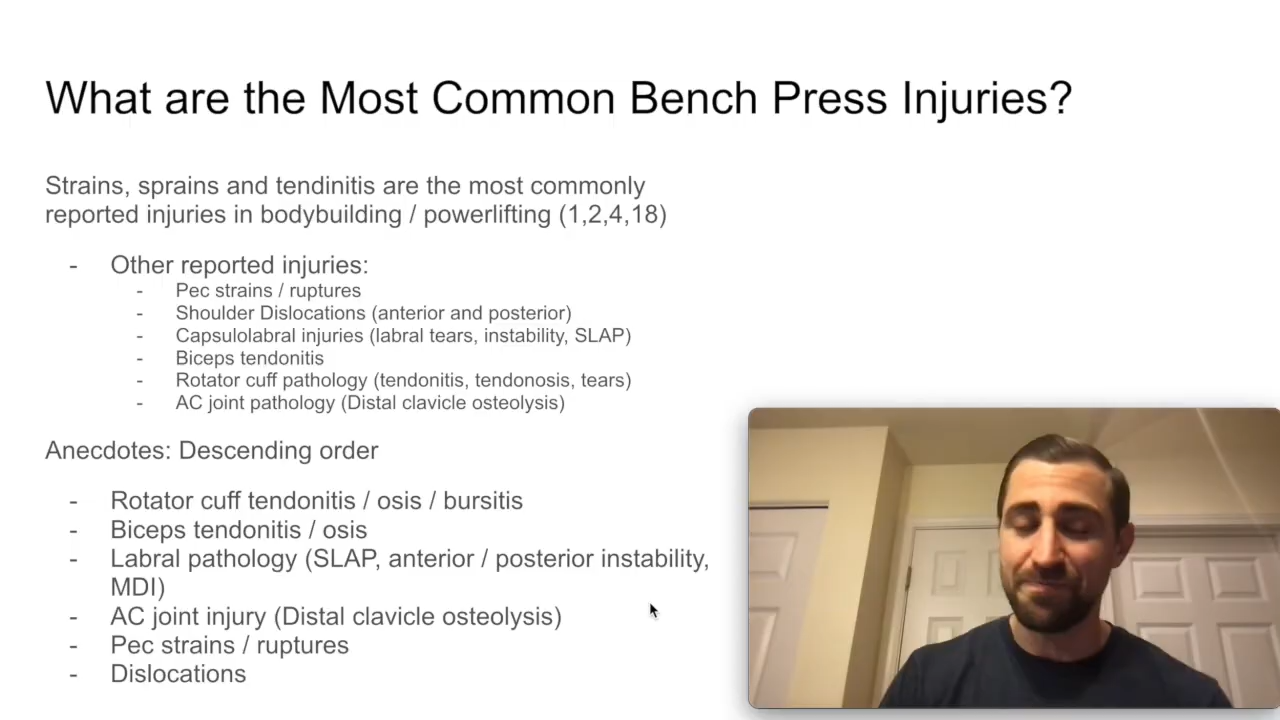 What are the Most Common Bench Press Injuries?
Strains, sprains and tendinitis are the most commonly
reported injuries in bodybuilding / powerlifting (1,2,4,18)
- Other reported injuries:
- Pec strains / ruptures
- Shoulder Dislocations (anterior and posterior)
- Capsulolabral injuries (labral tears, instability, SLAP)
- Biceps tendonitis
- Rotator cuff pathology (tendonitis, tendonosis, tears)
- AC joint pathology (Distal clavicle osteolysis)
Anecdotes: Descending order
- Rotator cuff tendonitis / osis / bursitis
- Biceps tendonitis / osis
- Labral pathology (SLAP, anterior / posterior instability,
MDI)
- AC joint injury (Distal clavicle osteolysis)
- Pec strains / ruptures
- Dislocations